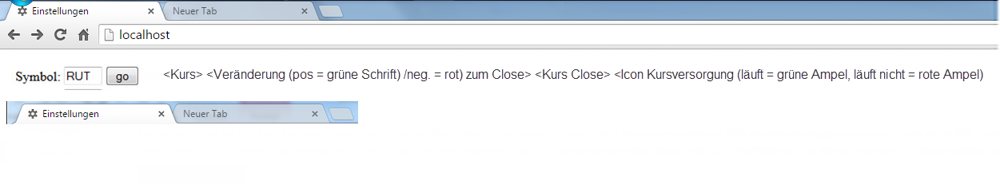 Einstellungen Neuer Tab
localhost
Symbol: RUT go <Kurs> <Veränderung (pos = grüne Schrift) /neg. = rot) zum Close> <Kurs Close> <Icon Kursversorgung (läuft = grüne Ampel, läuft nicht = rote Ampel)
Einstellungen Neuer Tab